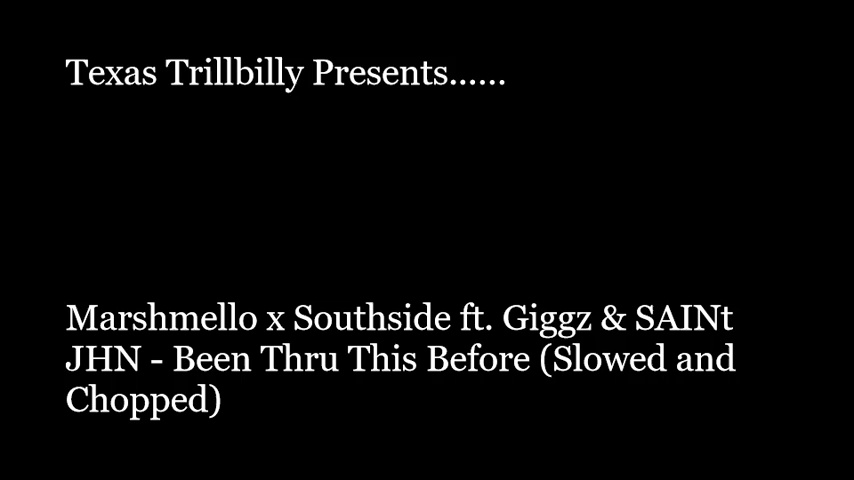 Texas Trillbilly Presents......
Marshmello x Southside ft. Giggz & SAINt
JHN - Been Thru This Before (Slowed and
Chopped)